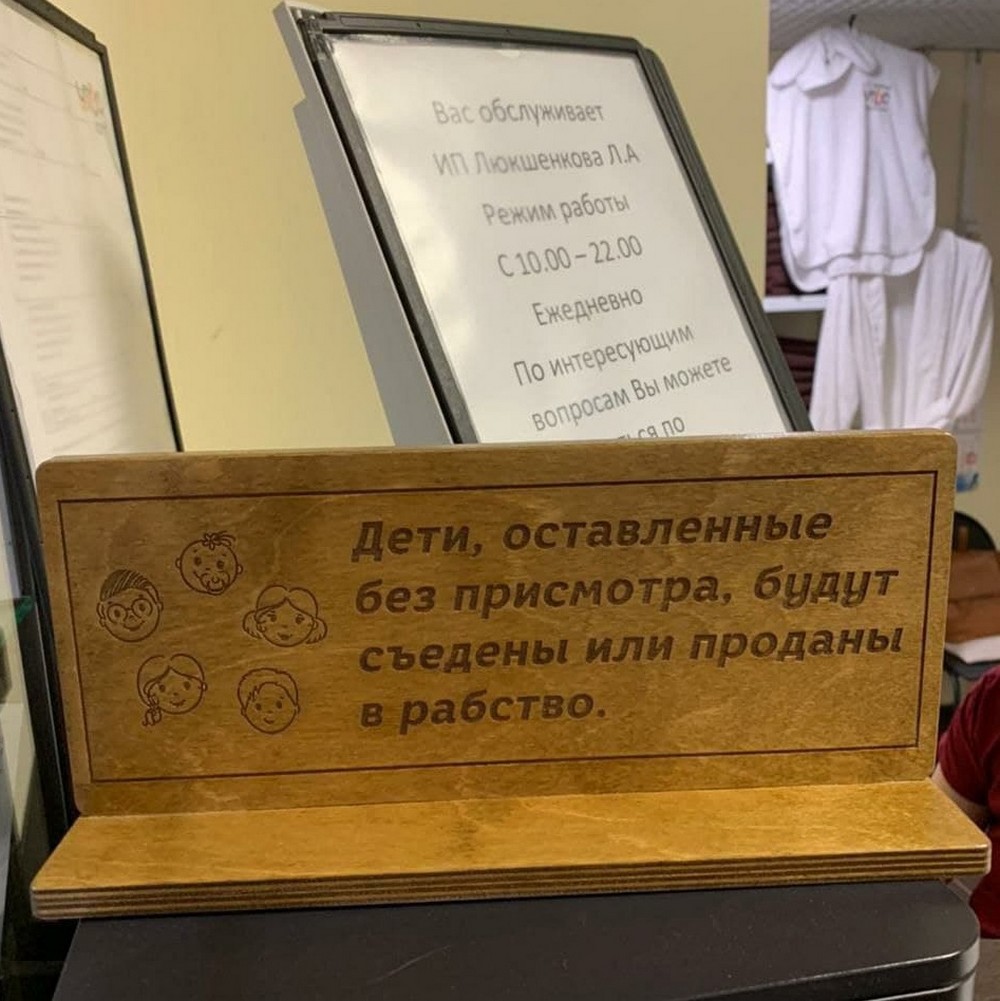 Вас обслуживает
ИП Люкшенкова Л.А
Режим работы
С 10.00 – 22.00
Ежедневно
По интересующим
вопросам Вы можете
по
Дети, оставленные
без присмотра, будут
съедены или проданы
в рабство.